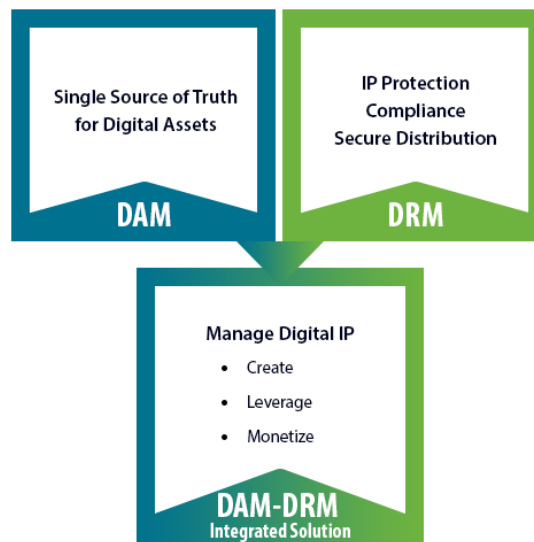 Single Source of Truth
for Digital Assets
DAM
IP Protection
Compliance
Secure Distribution
DRM
Manage Digital IP
• Create
• Leverage
• Monetize
DAM-DRM
Integrated Solution